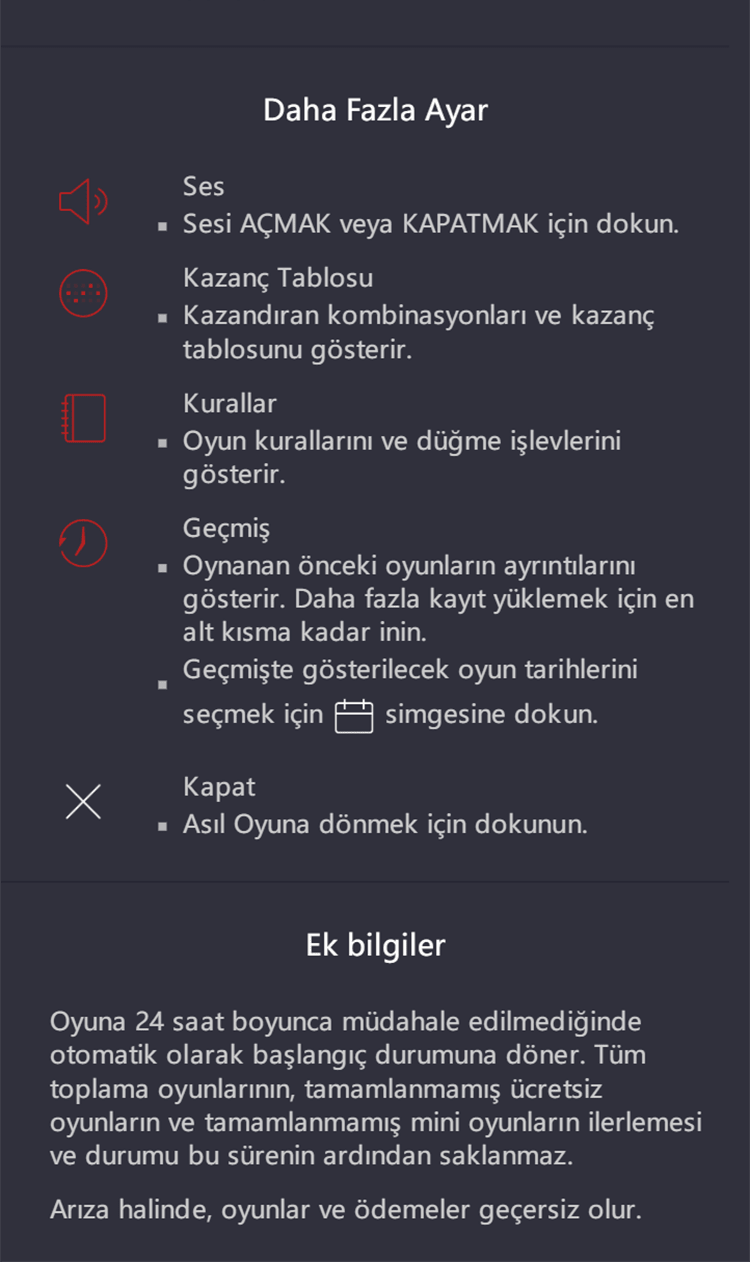 Daha Fazla Ayar
Ses
▪ Sesi AÇMAK veya KAPATMAK için dokun.
Kazanç Tablosu
▪ Kazandıran kombinasyonları ve kazanç
tablosunu gösterir.
Kurallar
▪ Oyun kurallarını ve düğme işlevlerini
gösterir.
Geçmiş
▪ Oynanan önceki oyunların ayrıntılarını
gösterir. Daha fazla kayıt yüklemek için en
alt kısma kadar inin.
▪ Geçmişte gösterilecek oyun tarihlerini
seçmek için simgesine dokun.
Kapat
▪ Asıl Oyuna dönmek için dokunun.
Ek bilgiler
Oyuna 24 saat boyunca müdahale edilmediğinde
otomatik olarak başlangıç durumuna döner. Tüm
toplama oyunlarının, tamamlanmamış ücretsiz
oyunların ve tamamlanmamış mini oyunların ilerlemesi
ve durumu bu sürenin ardından saklanmaz.
Arıza halinde, oyunlar ve ödemeler geçersiz olur.